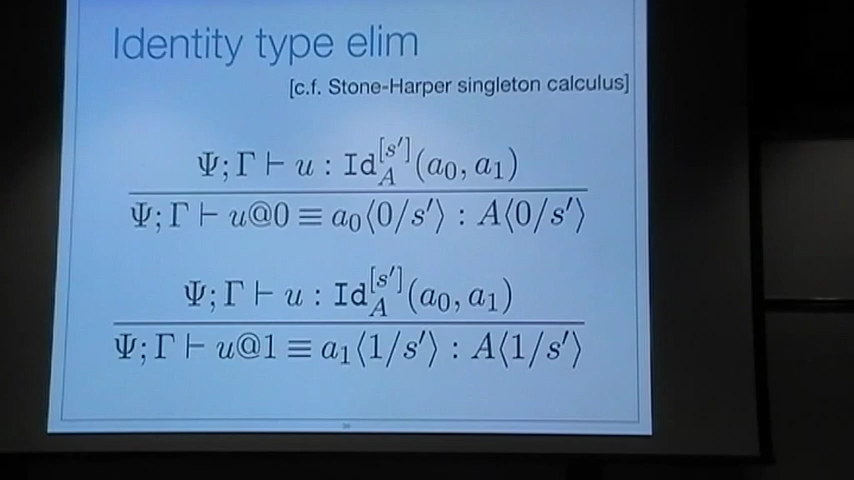 Identity type elim
[c.f. Stone-Harper singleton calculus]
Ψ; Γ ⊢ u : Id_A^[s′](a₀, a₁)
Ψ; Γ ⊢ u@0 ≡ a₀⟨0/s′⟩ : A⟨0/s′⟩
Ψ; Γ ⊢ u : Id_A^[s′](a₀, a₁)
Ψ; Γ ⊢ u@1 ≡ a₁⟨1/s′⟩ : A⟨1/s′⟩